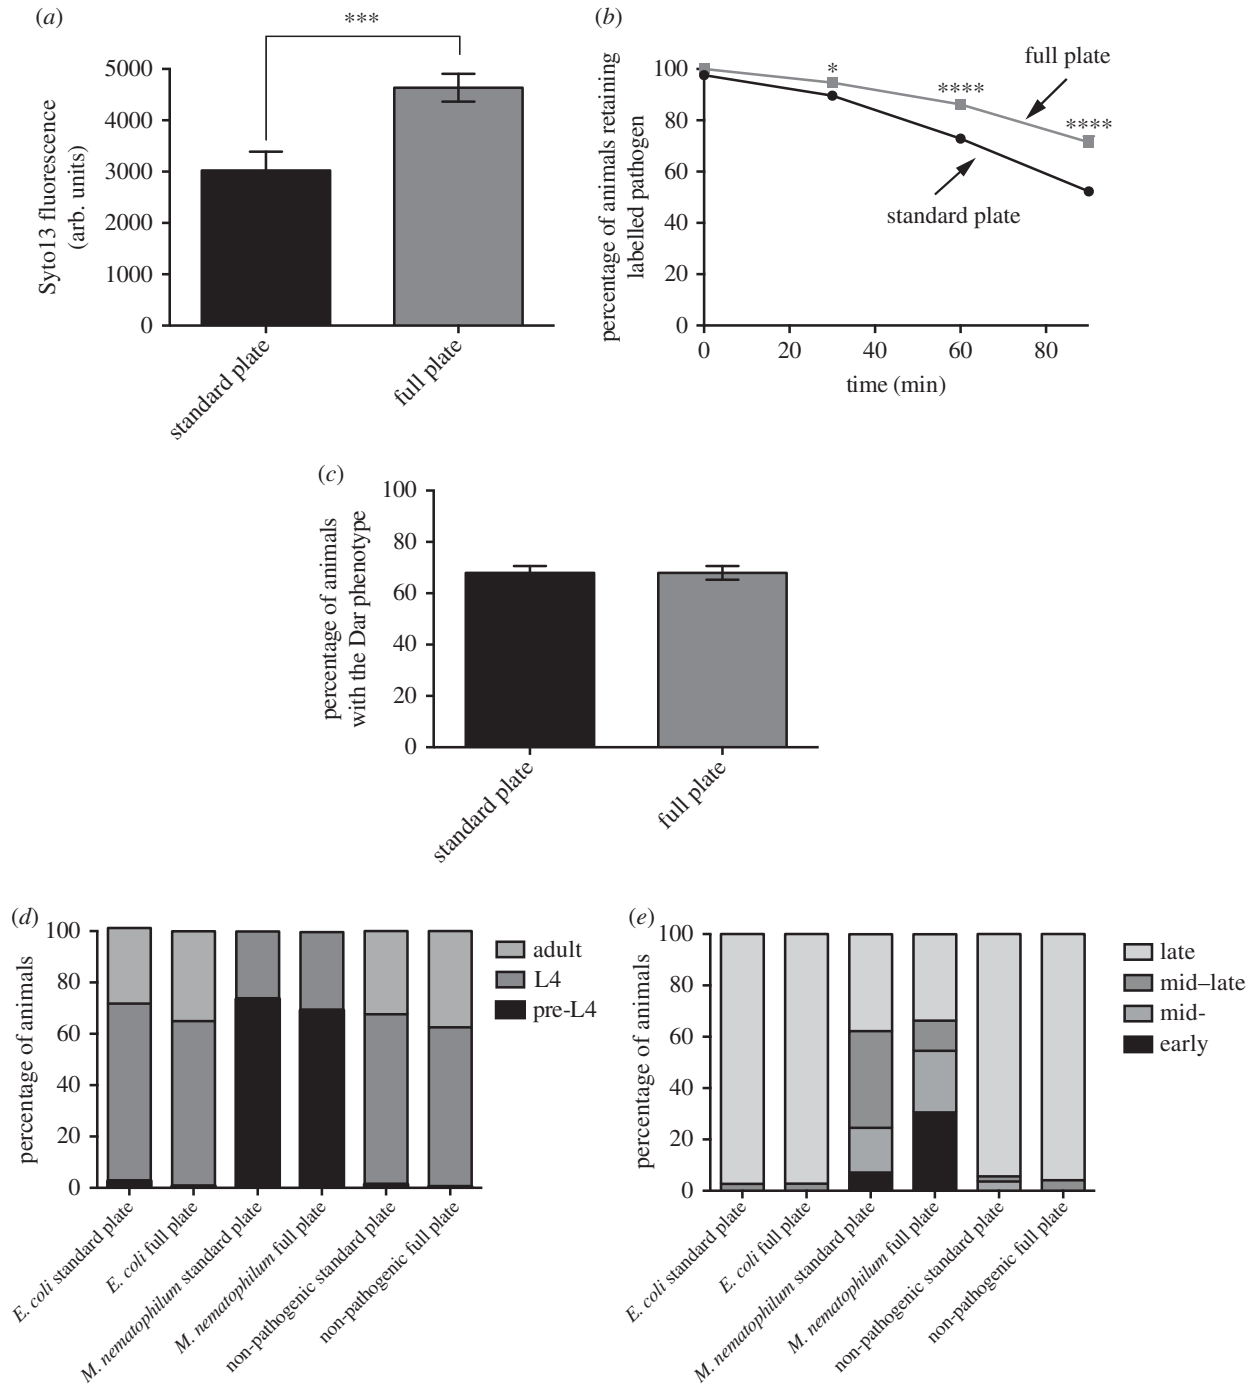 (a)
***
Syto13 fluorescence
(arb. units)
5000
4000
3000
2000
1000
0
standard plate
full plate
(b)
percentage of animals retaining
labelled pathogen
100
80
60
40
20
0
*
****
****
full plate
standard plate
0 20 40 60 80
time (min)
(c)
percentage of animals
with the Dar phenotype
100
80
60
40
20
0
standard plate
full plate
(d)
percentage of animals
100
80
60
40
20
0
adult
L4
pre-L4
E. coli standard plate
E. coli full plate
M. nematophilum standard plate
M. nematophilum full plate
non-pathogenic standard plate
non-pathogenic full plate
(e)
percentage of animals
100
80
60
40
20
0
late
mid–late
mid-
early
E. coli standard plate
E. coli full plate
M. nematophilum standard plate
M. nematophilum full plate
non-pathogenic standard plate
non-pathogenic full plate